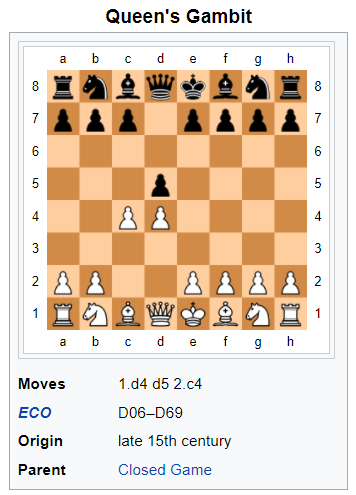 Queen's Gambit
a b c d e f g h
8 8
7 7
6 6
5 5
4 4
3 3
2 2
1 1
a b c d e f g h
Moves 1.d4 d5 2.c4
ECO D06–D69
Origin late 15th century
Parent Closed Game